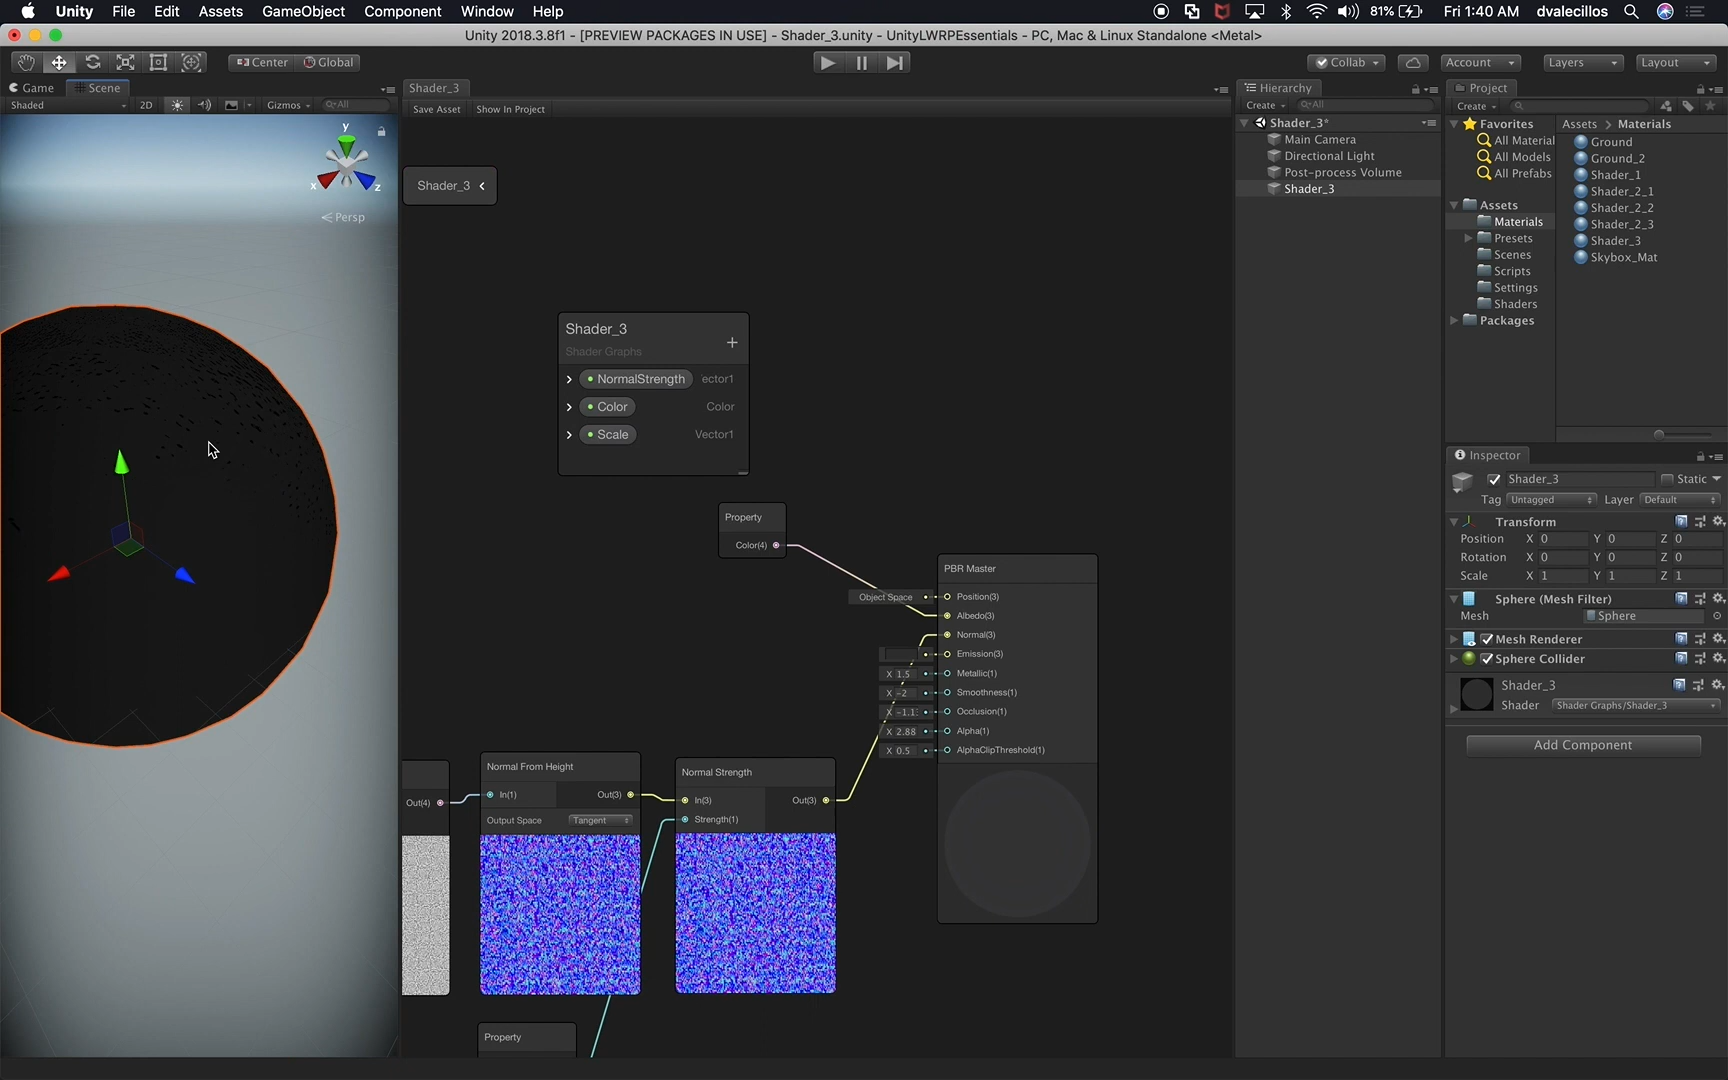 Unity File Edit Assets GameObject Component Window Help
81% Fri 1:40 AM dvalecillos
Unity 2018.3.8f1 - [PREVIEW PACKAGES IN USE] - Shader_3.unity - UnityLWRPEssentials - PC, Mac & Linux Standalone <Metal>
Center Global Collab Account Layers Layout
Game Scene
Shaded 2D Gizmos All
y
x
z
Persp
Shader_3
Save Asset Show In Project
Shader_3
Shader_3
Shader Graphs
NormalStrength ector1
Color Color
Scale Vector1
Property
Color(4)
PBR Master
Object Space Position(3)
Albedo(3)
Normal(3)
Emission(3)
X 1.5 Metallic(1)
X -2 Smoothness(1)
X -1.1 Occlusion(1)
X 2.88 Alpha(1)
X 0.5 AlphaClipThreshold(1)
Out(4)
Normal From Height
In(1) Out(3)
Output Space Tangent
Normal Strength
In(3) Out(3)
Strength(1)
Property
Hierarchy
Create All
Shader_3*
Main Camera
Directional Light
Post-process Volume
Shader_3
Project
Create
Favorites
All Material
All Models
All Prefabs
Assets
Materials
Presets
Scenes
Scripts
Settings
Shaders
Packages
Assets > Materials
Ground
Ground_2
Shader_1
Shader_2_1
Shader_2_2
Shader_2_3
Shader_3
Skybox_Mat
Inspector
Shader_3 Static
Tag Untagged Layer Default
Transform
Position X 0 Y 0 Z 0
Rotation X 0 Y 0 Z 0
Scale X 1 Y 1 Z 1
Sphere (Mesh Filter)
Mesh Sphere
Mesh Renderer
Sphere Collider
Shader_3
Shader Shader Graphs/Shader_3
Add Component